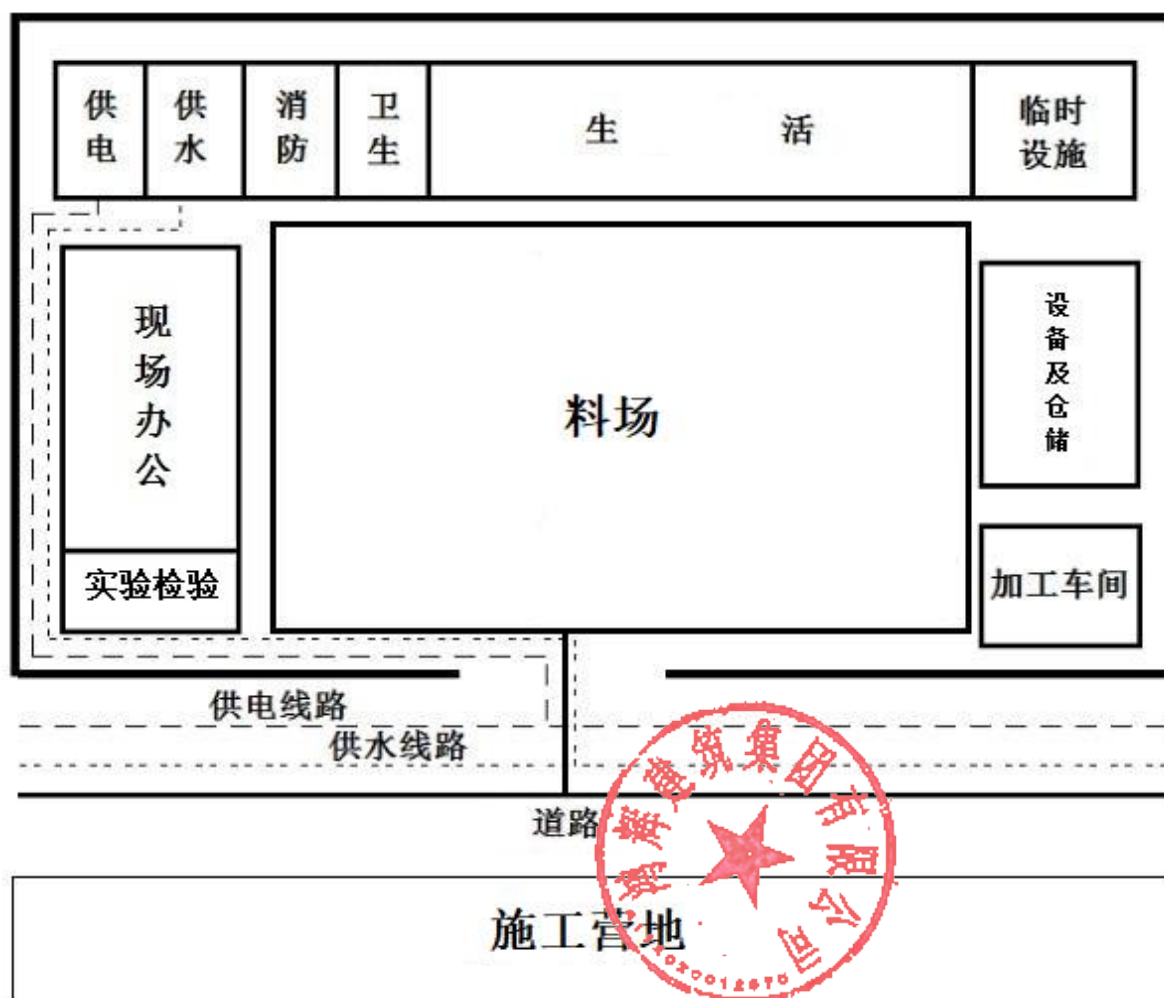 供电
供水
消防
卫生
生活
临时
设施
现场办公
实验检验
料场
设备及仓储
加工车间
供电线路
供水线路
道路
施工营地
建筑集团有限公司